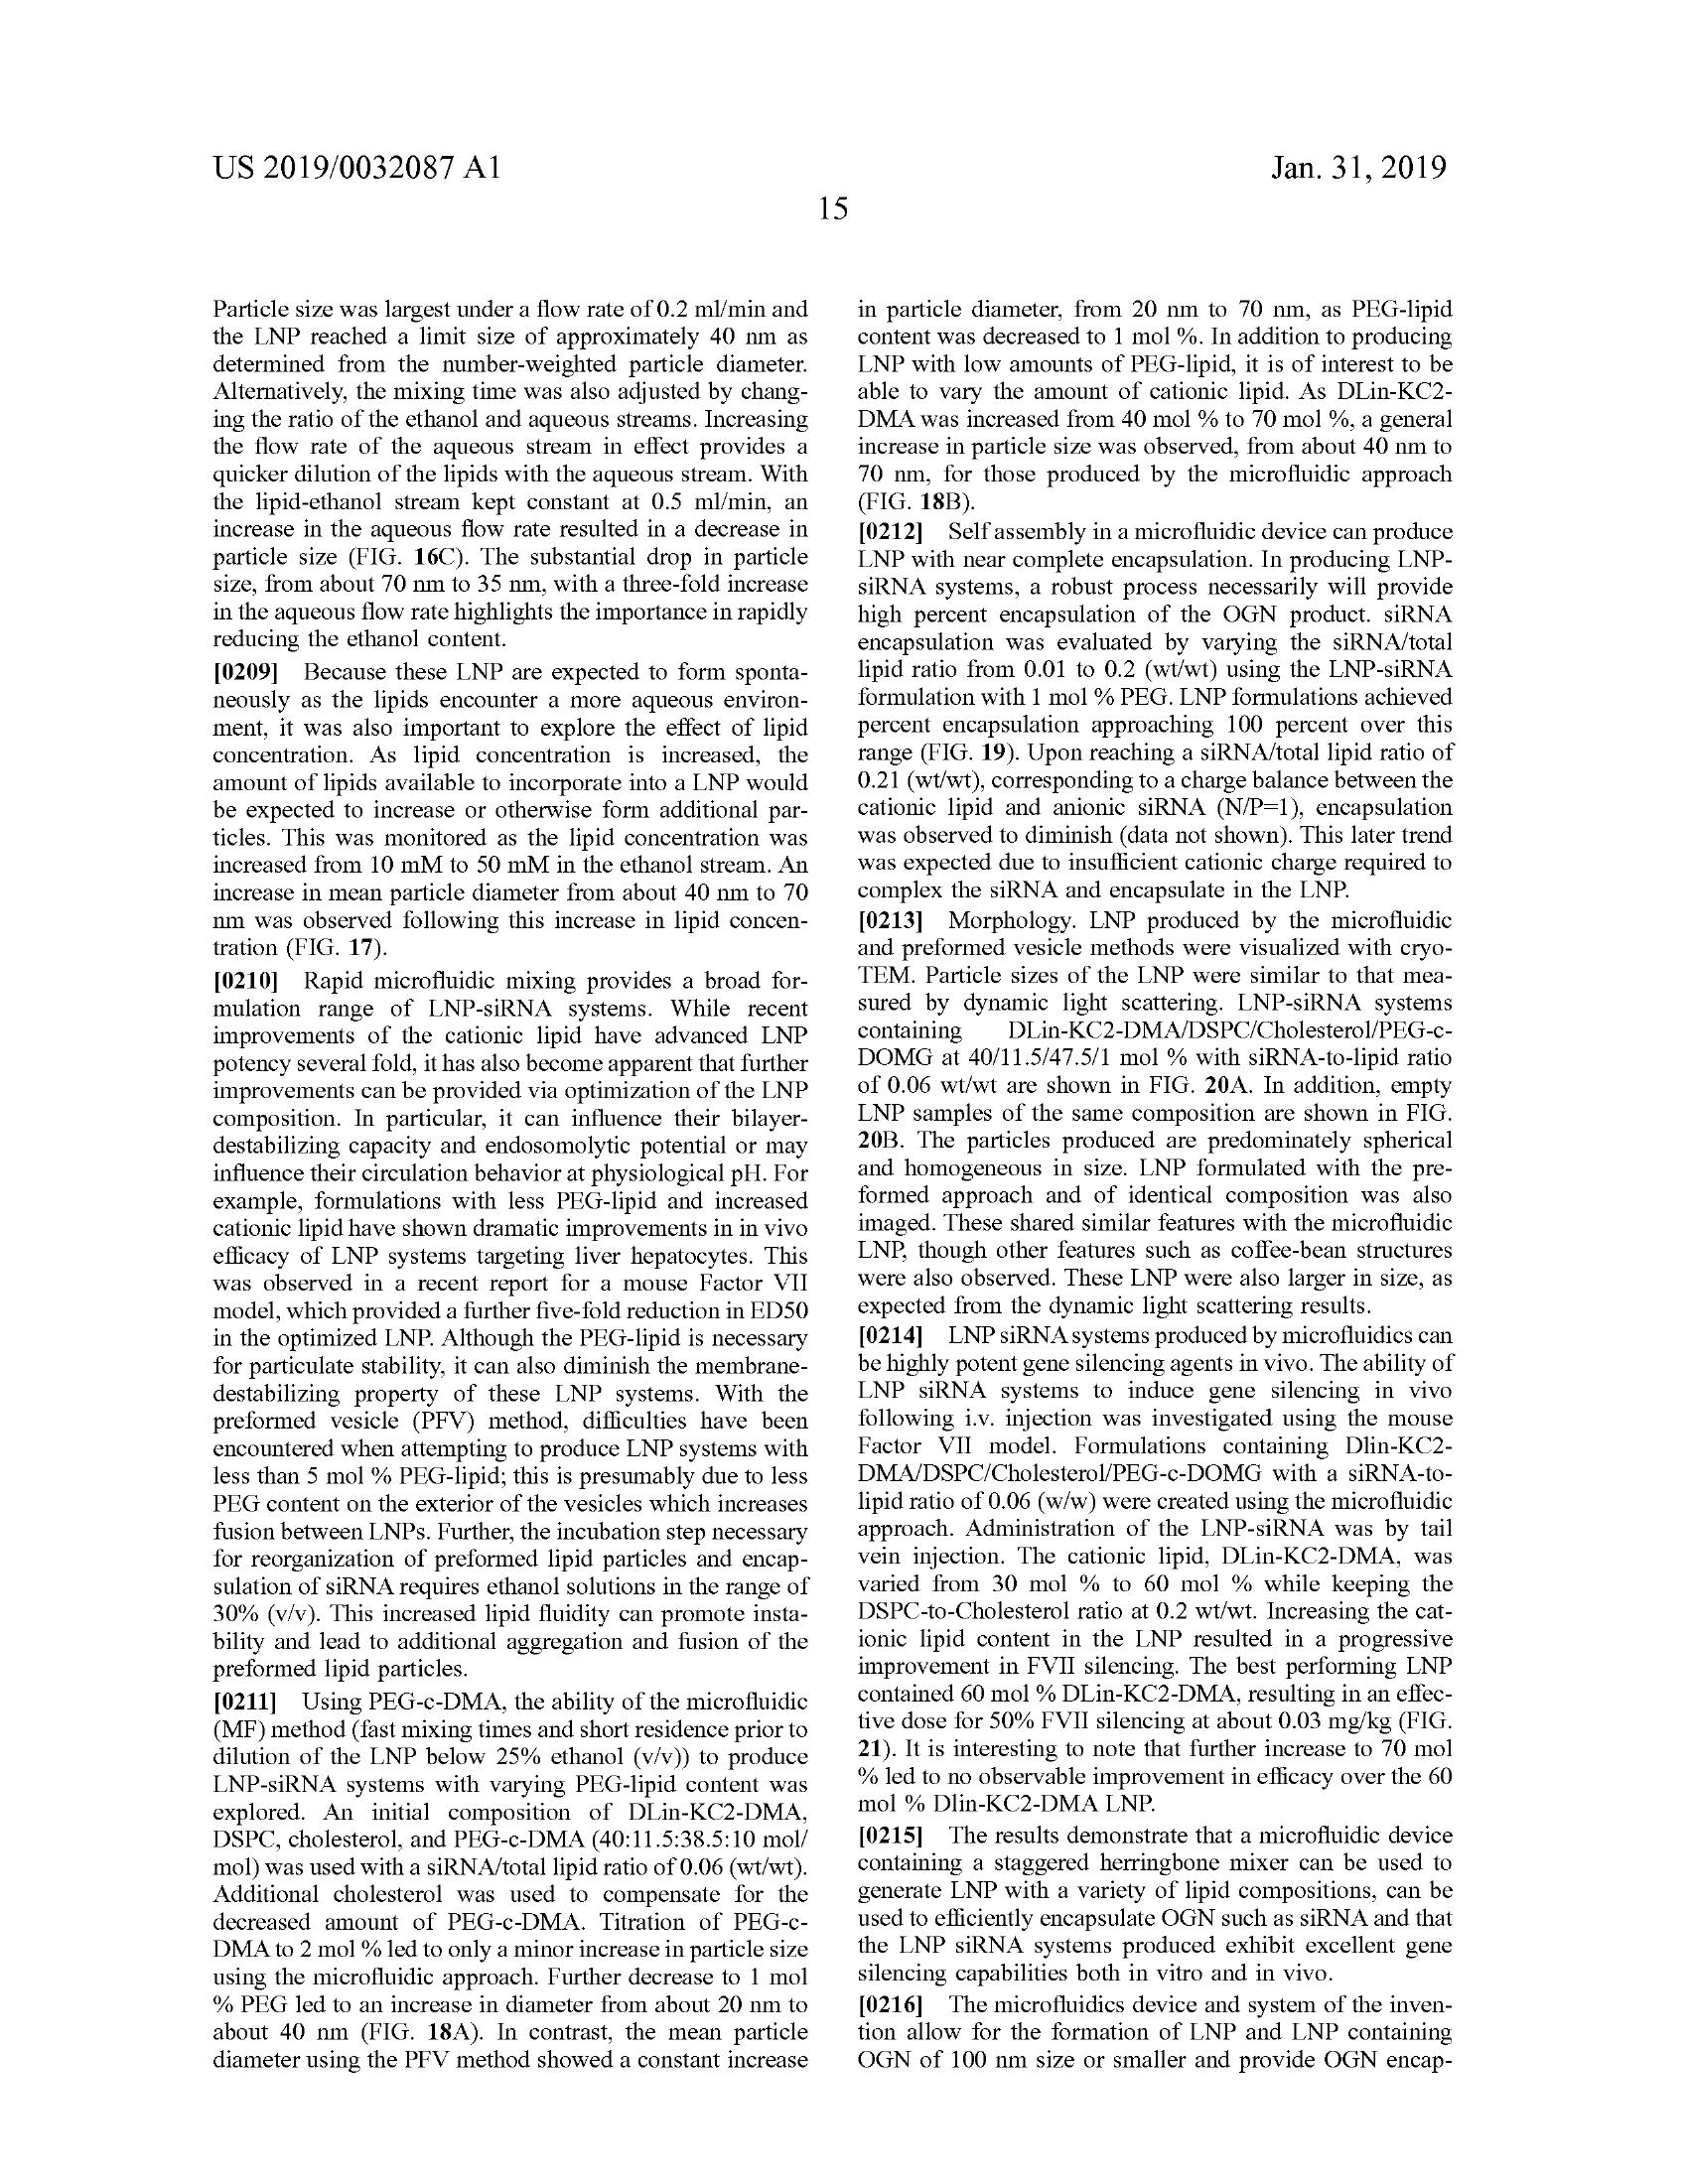 US 2019/0032087 A1
Jan. 31, 2019
15
Particle size was largest under a flow rate of 0.2 ml/min and
the LNP reached a limit size of approximately 40 nm as
determined from the number-weighted particle diameter.
Alternatively, the mixing time was also adjusted by chang-
ing the ratio of the ethanol and aqueous streams. Increasing
the flow rate of the aqueous stream in effect provides a
quicker dilution of the lipids with the aqueous stream. With
the lipid-ethanol stream kept constant at 0.5 ml/min, an
increase in the aqueous flow rate resulted in a decrease in
particle size (FIG. 16C). The substantial drop in particle
size, from about 70 nm to 35 nm, with a three-fold increase
in the aqueous flow rate highlights the importance in rapidly
reducing the ethanol content.
[0209] Because these LNP are expected to form sponta-
neously as the lipids encounter a more aqueous environ-
ment, it was also important to explore the effect of lipid
concentration. As lipid concentration is increased, the
amount of lipids available to incorporate into a LNP would
be expected to increase or otherwise form additional par-
ticles. This was monitored as the lipid concentration was
increased from 10 mM to 50 mM in the ethanol stream. An
increase in mean particle diameter from about 40 nm to 70
nm was observed following this increase in lipid concen-
tration (FIG. 17).
[0210] Rapid microfluidic mixing provides a broad for-
mulation range of LNP-siRNA systems. While recent
improvements of the cationic lipid have advanced LNP
potency several fold, it has also become apparent that further
improvements can be provided via optimization of the LNP
composition. In particular, it can influence their bilayer-
destabilizing capacity and endosomolytic potential or may
influence their circulation behavior at physiological pH. For
example, formulations with less PEG-lipid and increased
cationic lipid have shown dramatic improvements in in vivo
efficacy of LNP systems targeting liver hepatocytes. This
was observed in a recent report for a mouse Factor VII
model, which provided a further five-fold reduction in ED50
in the optimized LNP. Although the PEG-lipid is necessary
for particulate stability, it can also diminish the membrane-
destabilizing property of these LNP systems. With the
preformed vesicle (PFV) method, difficulties have been
encountered when attempting to produce LNP systems with
less than 5 mol % PEG-lipid; this is presumably due to less
PEG content on the exterior of the vesicles which increases
fusion between LNPs. Further, the incubation step necessary
for reorganization of preformed lipid particles and encap-
sulation of siRNA requires ethanol solutions in the range of
30% (v/v). This increased lipid fluidity can promote insta-
bility and lead to additional aggregation and fusion of the
preformed lipid particles.
[0211] Using PEG-c-DMA, the ability of the microfluidic
(MF) method (fast mixing times and short residence prior to
dilution of the LNP below 25% ethanol (v/v)) to produce
LNP-siRNA systems with varying PEG-lipid content was
explored. An initial composition of DLin-KC2-DMA,
DSPC, cholesterol, and PEG-c-DMA (40:11.5:38.5:10 mol/
mol) was used with a siRNA/total lipid ratio of 0.06 (wt/wt).
Additional cholesterol was used to compensate for the
decreased amount of PEG-c-DMA. Titration of PEG-c-
DMA to 2 mol % led to only a minor increase in particle size
using the microfluidic approach. Further decrease to 1 mol
% PEG led to an increase in diameter from about 20 nm to
about 40 nm (FIG. 18A). In contrast, the mean particle
diameter using the PFV method showed a constant increase
in particle diameter, from 20 nm to 70 nm, as PEG-lipid
content was decreased to 1 mol %. In addition to producing
LNP with low amounts of PEG-lipid, it is of interest to be
able to vary the amount of cationic lipid. As DLin-KC2-
DMA was increased from 40 mol % to 70 mol %, a general
increase in particle size was observed, from about 40 nm to
70 nm, for those produced by the microfluidic approach
(FIG. 18B).
[0212] Self assembly in a microfluidic device can produce
LNP with near complete encapsulation. In producing LNP-
siRNA systems, a robust process necessarily will provide
high percent encapsulation of the OGN product. siRNA
encapsulation was evaluated by varying the siRNA/total
lipid ratio from 0.01 to 0.2 (wt/wt) using the LNP-siRNA
formulation with 1 mol % PEG. LNP formulations achieved
percent encapsulation approaching 100 percent over this
range (FIG. 19). Upon reaching a siRNA/total lipid ratio of
0.21 (wt/wt), corresponding to a charge balance between the
cationic lipid and anionic siRNA (N/P=1), encapsulation
was observed to diminish (data not shown). This later trend
was expected due to insufficient cationic charge required to
complex the siRNA and encapsulate in the LNP.
[0213] Morphology. LNP produced by the microfluidic
and preformed vesicle methods were visualized with cryo-
TEM. Particle sizes of the LNP were similar to that mea-
sured by dynamic light scattering. LNP-siRNA systems
containing DLin-KC2-DMA/DSPC/Cholesterol/PEG-c-
DOMG at 40/11.5/47.5/1 mol % with siRNA-to-lipid ratio
of 0.06 wt/wt are shown in FIG. 20A. In addition, empty
LNP samples of the same composition are shown in FIG.
20B. The particles produced are predominately spherical
and homogeneous in size. LNP formulated with the pre-
formed approach and of identical composition was also
imaged. These shared similar features with the microfluidic
LNP, though other features such as coffee-bean structures
were also observed. These LNP were also larger in size, as
expected from the dynamic light scattering results.
[0214] LNP siRNA systems produced by microfluidics can
be highly potent gene silencing agents in vivo. The ability of
LNP siRNA systems to induce gene silencing in vivo
following i.v. injection was investigated using the mouse
Factor VII model. Formulations containing Dlin-KC2-
DMA/DSPC/Cholesterol/PEG-c-DOMG with a siRNA-to-
lipid ratio of 0.06 (w/w) were created using the microfluidic
approach. Administration of the LNP-siRNA was by tail
vein injection. The cationic lipid, DLin-KC2-DMA, was
varied from 30 mol % to 60 mol % while keeping the
DSPC-to-Cholesterol ratio at 0.2 wt/wt. Increasing the cat-
ionic lipid content in the LNP resulted in a progressive
improvement in FVII silencing. The best performing LNP
contained 60 mol % DLin-KC2-DMA, resulting in an effec-
tive dose for 50% FVII silencing at about 0.03 mg/kg (FIG.
21). It is interesting to note that further increase to 70 mol
% led to no observable improvement in efficacy over the 60
mol % Dlin-KC2-DMA LNP.
[0215] The results demonstrate that a microfluidic device
containing a staggered herringbone mixer can be used to
generate LNP with a variety of lipid compositions, can be
used to efficiently encapsulate OGN such as siRNA and that
the LNP siRNA systems produced exhibit excellent gene
silencing capabilities both in vitro and in vivo.
[0216] The microfluidics device and system of the inven-
tion allow for the formation of LNP and LNP containing
OGN of 100 nm size or smaller and provide OGN encap-